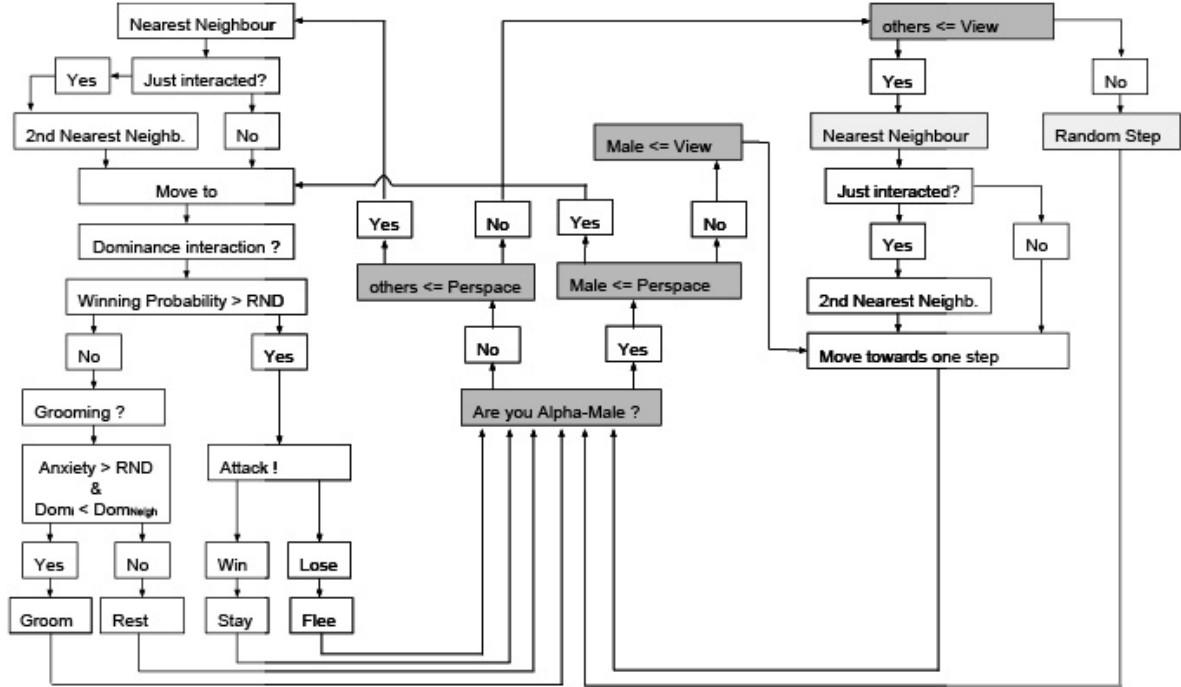 Nearest Neighbour
Just interacted?
Yes
2nd Nearest Neighb.
No
Move to
Dominance interaction ?
Winning Probability > RND
No
Yes
Grooming ?
Anxiety > RND
&
Domi < DomNeigh
Attack !
Yes
No
Win
Lose
Groom
Rest
Stay
Flee
Yes
No
others <= Perspace
No
Male <= View
Yes
No
Male <= Perspace
Yes
Are you Alpha-Male ?
others <= View
Yes
No
Nearest Neighbour
Random Step
Just interacted?
Yes
No
2nd Nearest Neighb.
Move towards one step